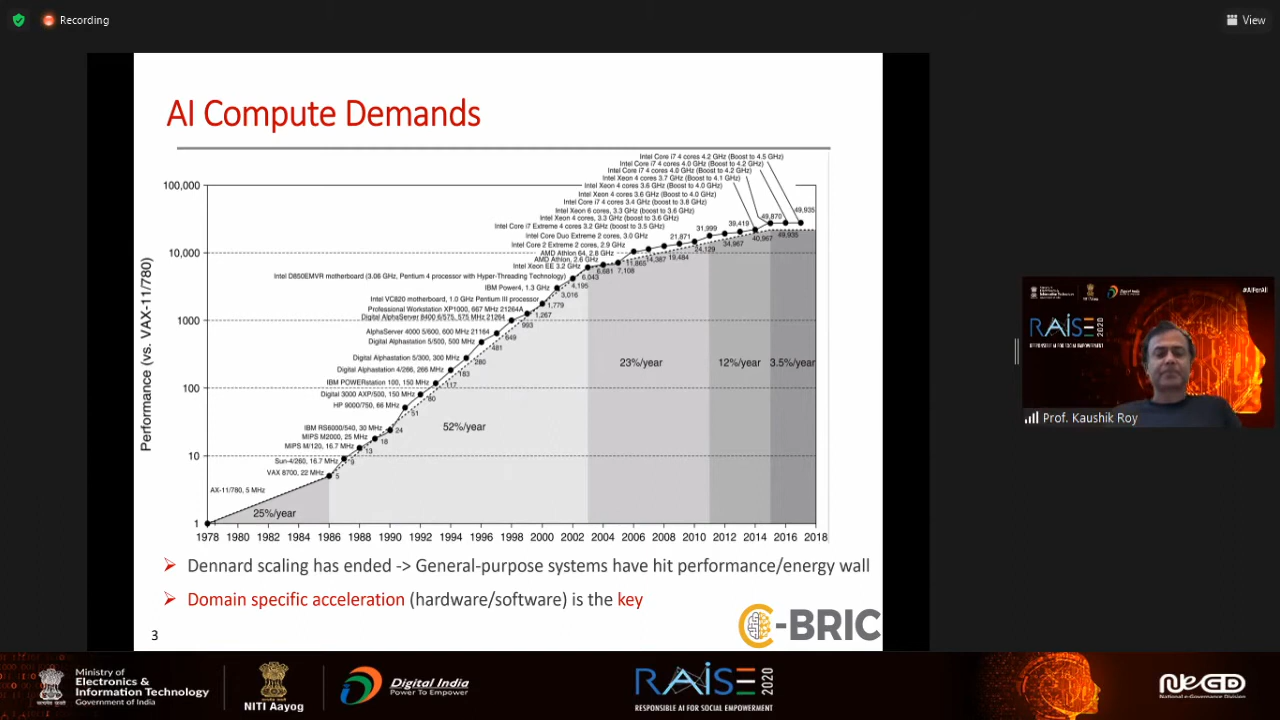 Recording
View
AI Compute Demands
Performance (vs. VAX-11/780)
100,000
10,000
1000
100
10
1
1978 1980 1982 1984 1986 1988 1990 1992 1994 1996 1998 2000 2002 2004 2006 2008 2010 2012 2014 2016 2018
Intel Core i7 4 cores 4.2 GHz (Boost to 4.5 GHz)
Intel Core i7 4 cores 4.0 GHz (Boost to 4.2 GHz)
Intel Core i7 4 cores 4.0 GHz (Boost to 4.2 GHz)
Intel Xeon 4 cores 3.7 GHz (Boost to 4.1 GHz)
Intel Xeon 4 cores 3.6 GHz (Boost to 4.0 GHz)
Intel Xeon 4 cores 3.6 GHz (Boost to 4.0 GHz)
Intel Core i7 4 cores 3.4 GHz (boost to 3.8 GHz)
Intel Xeon 6 cores, 3.3 GHz (boost to 3.6 GHz)
Intel Xeon 4 cores, 3.3 GHz (boost to 3.6 GHz)
Intel Core i7 Extreme 4 cores 3.2 GHz (boost to 3.5 GHz)
Intel Core Duo Extreme 2 cores, 3.0 GHz
Intel Core 2 Extreme 2 cores, 2.9 GHz
AMD Athlon 64, 2.8 GHz
AMD Athlon, 2.6 GHz
Intel Xeon EE 3.2 GHz
Intel D850EMVR motherboard (3.06 GHz, Pentium 4 processor with Hyper-Threading Technology)
IBM Power4, 1.3 GHz
Intel VC820 motherboard, 1.0 GHz Pentium III processor
Professional Workstation XP1000, 667 MHz 21264A
Digital AlphaServer 8400 6/575, 575 MHz 21264
AlphaServer 4000 5/600, 600 MHz 21164
Digital Alphastation 5/500, 500 MHz
Digital Alphastation 5/300, 300 MHz
Digital Alphastation 4/266, 266 MHz
IBM POWERstation 100, 150 MHz
Digital 3000 AXP/500, 150 MHz
HP 9000/750, 66 MHz
IBM RS6000/540, 30 MHz
MIPS M2000, 25 MHz
MIPS M/120, 16.7 MHz
Sun-4/260, 16.7 MHz
VAX 8700, 22 MHz
AX-11/780, 5 MHz
5
9
13
18
24
51
80
117
183
280
481
649
993
1,267
1,779
3,016
4,195
6,043
6,681
7,108
11,865
14,387
19,484
21,871
24,129
31,999
34,967
39,419
40,967
49,870
49,935
49,935
25%/year
52%/year
23%/year
12%/year
3.5%/year
Dennard scaling has ended -> General-purpose systems have hit performance/energy wall
Domain specific acceleration (hardware/software) is the key
3
C-BRIC
#AIForAll
RAISE 2020
RESPONSIBLE AI FOR SOCIAL EMPOWERMENT
Prof. Kaushik Roy
Ministry of
Electronics &
Information Technology
Government of India
NITI Aayog
Digital India
Power To Empower
RAISE 2020
RESPONSIBLE AI FOR SOCIAL EMPOWERMENT
NeGD
National e-Governance Division